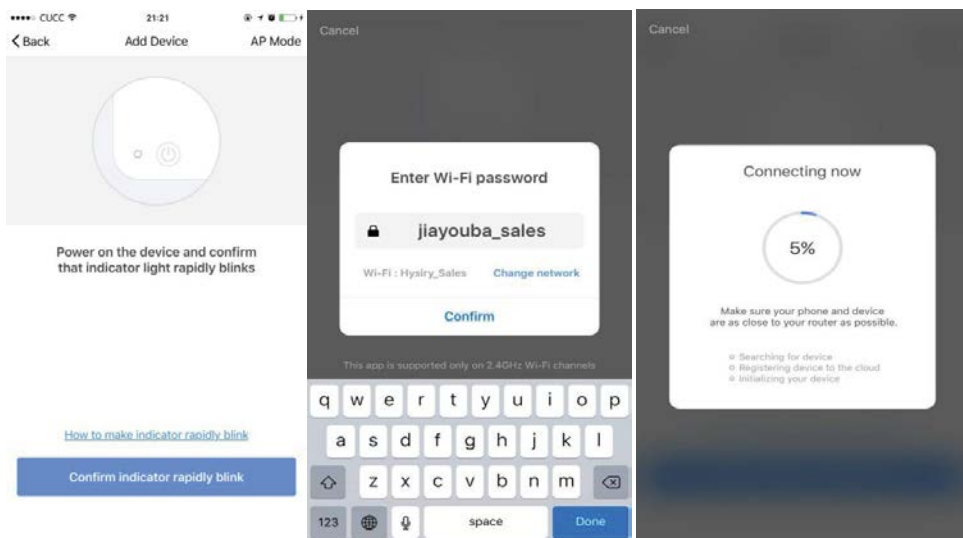 CUCC 21:21
Back Add Device AP Mode
Power on the device and confirm
that indicator light rapidly blinks
How to make indicator rapidly blink
Confirm indicator rapidly blink
Cancel
Enter Wi-Fi password
jiayouba_sales
Wi-Fi : Hysiry_Sales Change network
Confirm
This app is supported only on 2.4GHz Wi-Fi channels
q w e r t y u i o p
a s d f g h j k l
z x c v b n m
123 space Done
Cancel
Connecting now
5%
Make sure your phone and device
are as close to your router as possible.
Searching for device
Registering device to the cloud
Initializing your device